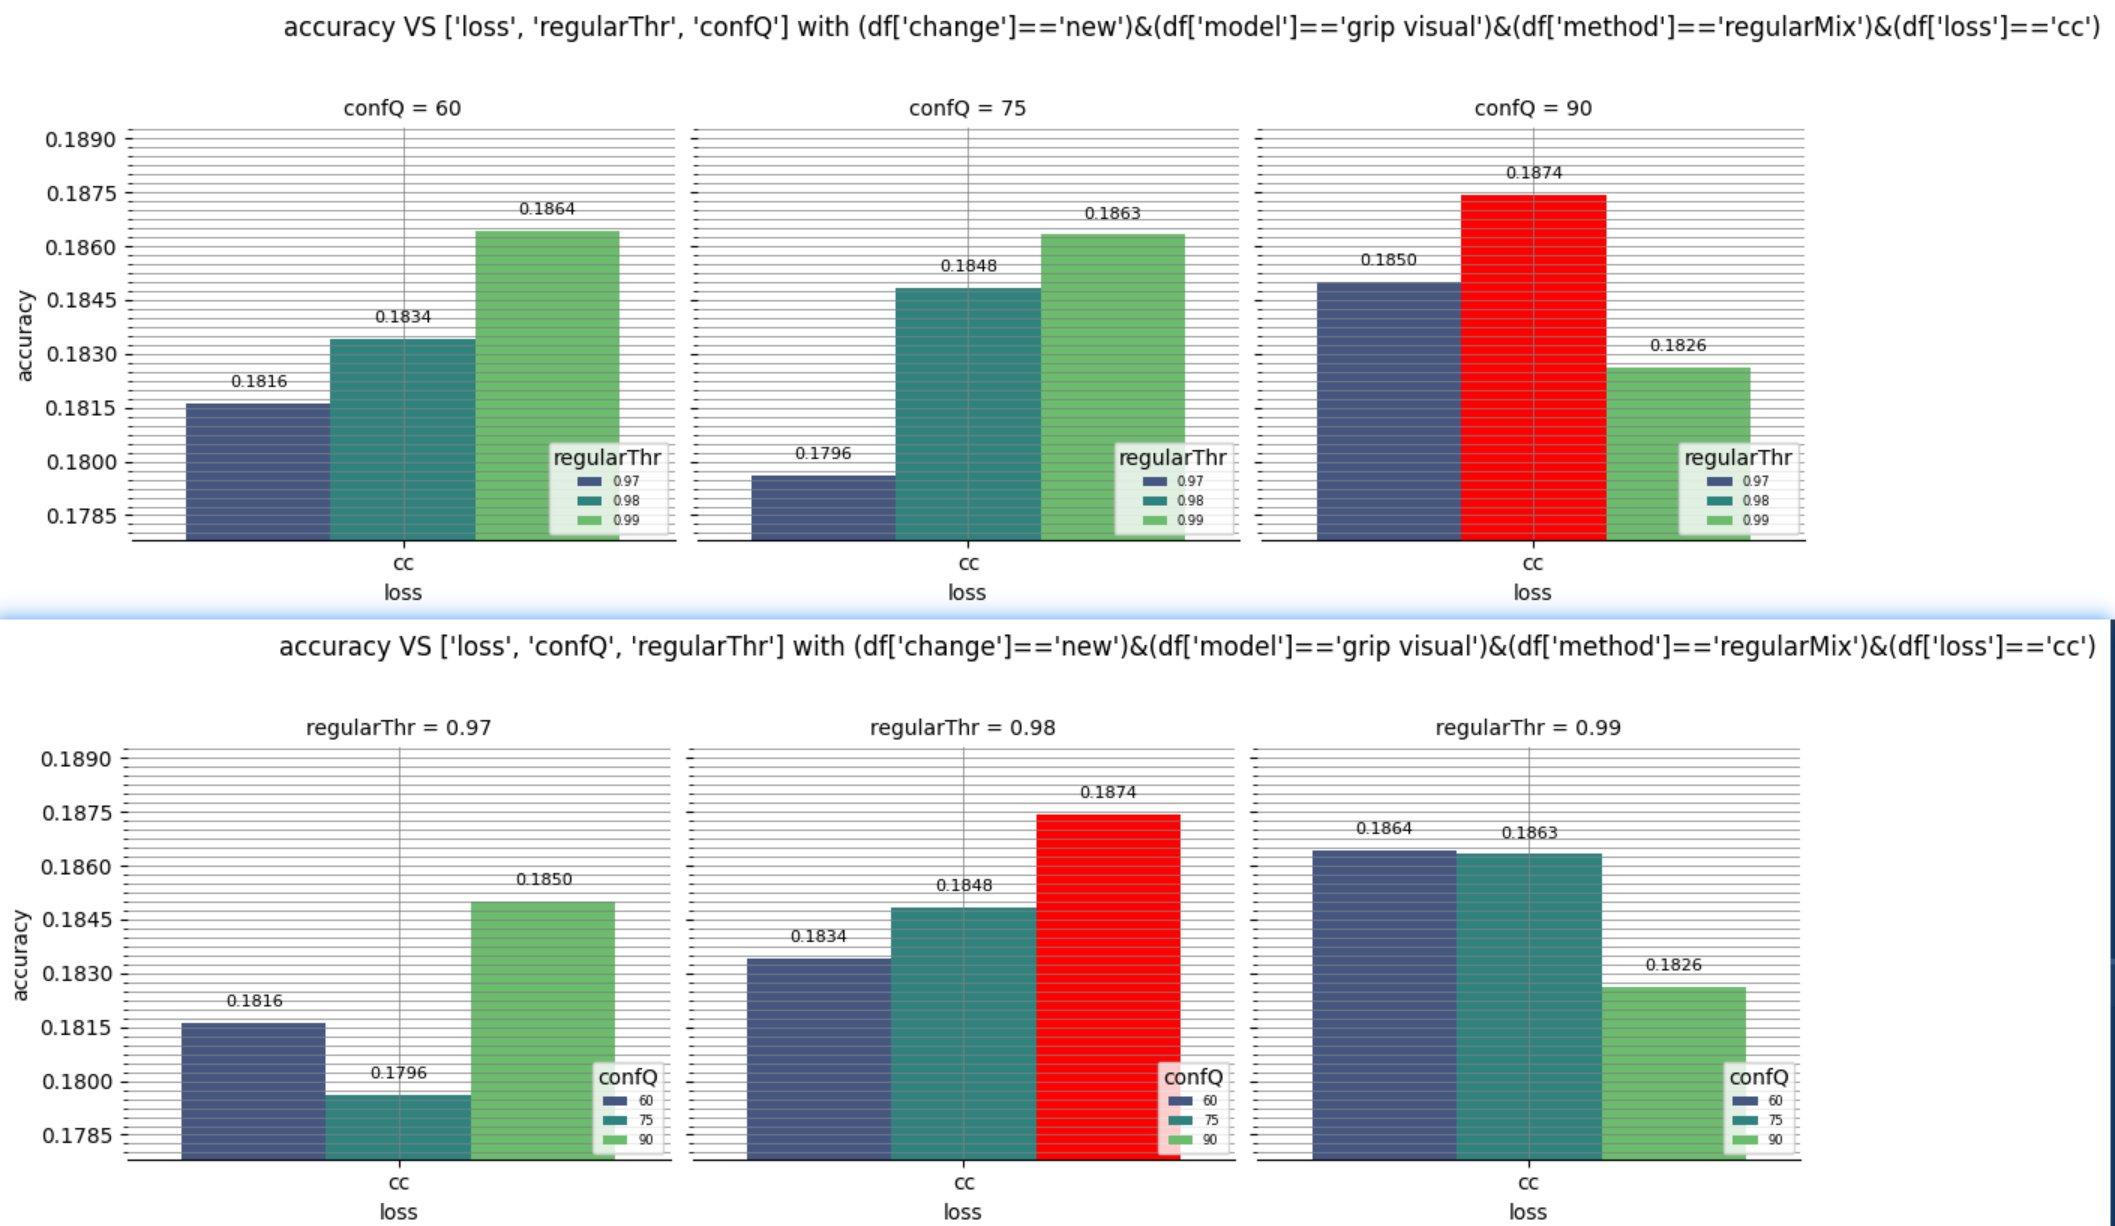 accuracy VS ['loss', 'regularThr', 'confQ'] with (df['change']=='new')&(df['model']=='grip visual')&(df['method']=='regularMix')&(df['loss']=='cc')
confQ = 60
confQ = 75
confQ = 90
accuracy
0.1890
0.1875
0.1860
0.1845
0.1830
0.1815
0.1800
0.1785
0.1816
0.1834
0.1864
regularThr
0.97
0.98
0.99
cc
loss
0.1796
0.1848
0.1863
regularThr
0.97
0.98
0.99
cc
loss
0.1850
0.1874
0.1826
regularThr
0.97
0.98
0.99
cc
loss
accuracy VS ['loss', 'confQ', 'regularThr'] with (df['change']=='new')&(df['model']=='grip visual')&(df['method']=='regularMix')&(df['loss']=='cc')
regularThr = 0.97
regularThr = 0.98
regularThr = 0.99
accuracy
0.1890
0.1875
0.1860
0.1845
0.1830
0.1815
0.1800
0.1785
0.1816
0.1796
0.1850
confQ
60
75
90
cc
loss
0.1834
0.1848
0.1874
confQ
60
75
90
cc
loss
0.1864
0.1863
0.1826
confQ
60
75
90
cc
loss